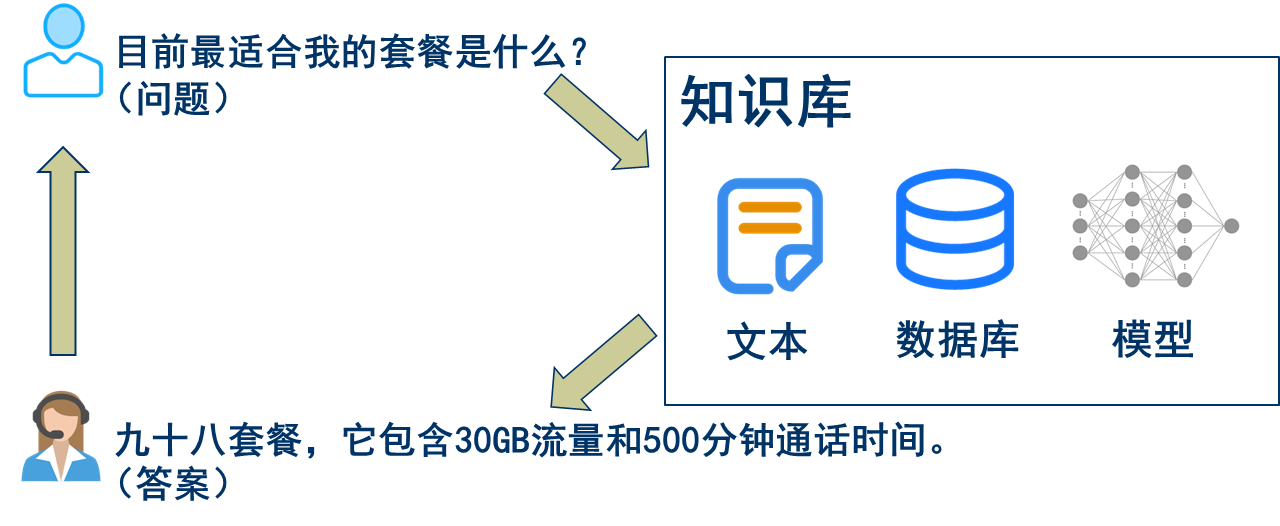 目前最适合我的套餐是什么？
（问题）
知识库
文本
数据库
模型
九十八套餐，它包含30GB流量和500分钟通话时间。
（答案）